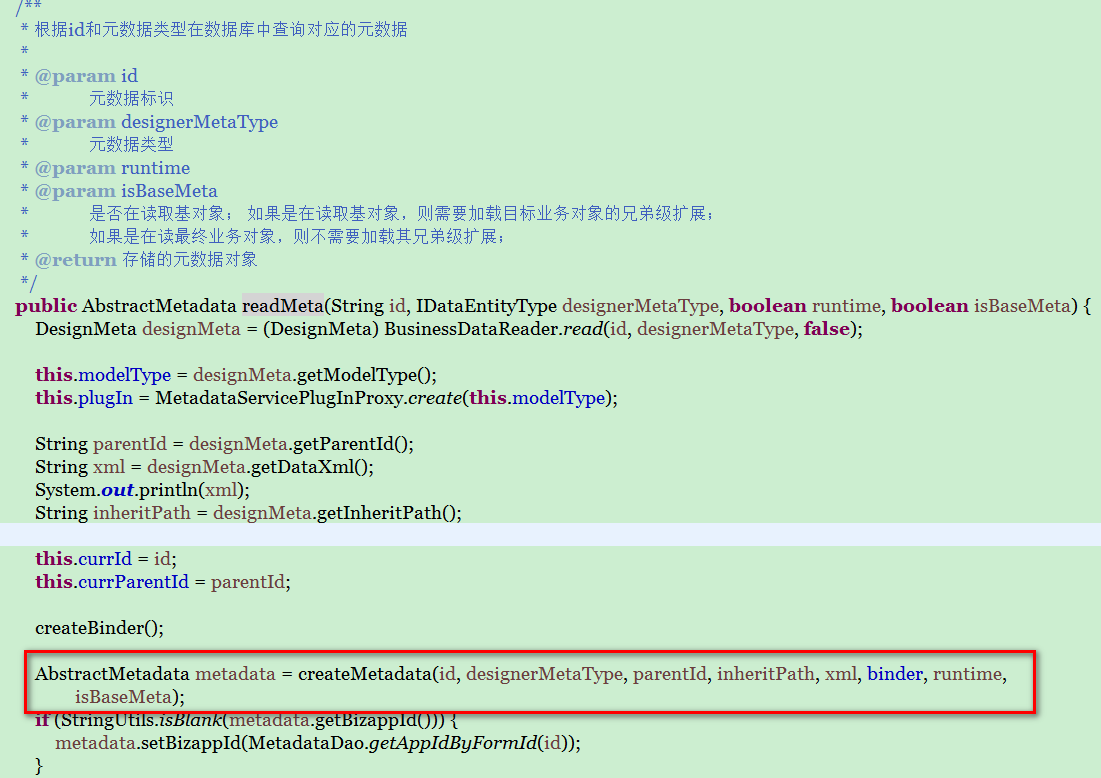 /**
* 根据id和元数据类型在数据库中查询对应的元数据
*
* @param id
* 元数据标识
* @param designerMetaType
* 元数据类型
* @param runtime
* @param isBaseMeta
* 是否在读取基对象； 如果是在读取基对象，则需要加载目标业务对象的兄弟级扩展；
* 如果是在读最终业务对象，则不需要加载其兄弟级扩展；
* @return 存储的元数据对象
*/
public AbstractMetadata readMeta(String id, IDataEntityType designerMetaType, boolean runtime, boolean isBaseMeta) {
DesignMeta designMeta = (DesignMeta) BusinessDataReader.read(id, designerMetaType, false);
this.modelType = designMeta.getModelType();
this.plugIn = MetadataServicePlugInProxy.create(this.modelType);
String parentId = designMeta.getParentId();
String xml = designMeta.getDataXml();
System.out.println(xml);
String inheritPath = designMeta.getInheritPath();
this.currId = id;
this.currParentId = parentId;
createBinder();
AbstractMetadata metadata = createMetadata(id, designerMetaType, parentId, inheritPath, xml, binder, runtime,
isBaseMeta);
if (StringUtils.isBlank(metadata.getBizappId())) {
metadata.setBizappId(MetadataDao.getAppIdByFormId(id));
}